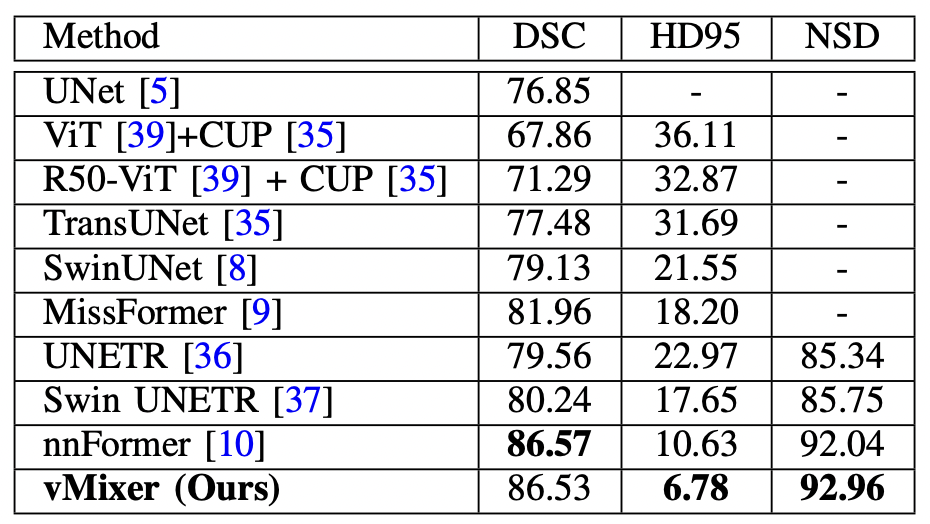 Method DSC HD95 NSD
UNet [5] 76.85 - -
ViT [39]+CUP [35] 67.86 36.11 -
R50-ViT [39] + CUP [35] 71.29 32.87 -
TransUNet [35] 77.48 31.69 -
SwinUNet [8] 79.13 21.55 -
MissFormer [9] 81.96 18.20 -
UNETR [36] 79.56 22.97 85.34
Swin UNETR [37] 80.24 17.65 85.75
nnFormer [10] 86.57 10.63 92.04
vMixer (Ours) 86.53 6.78 92.96